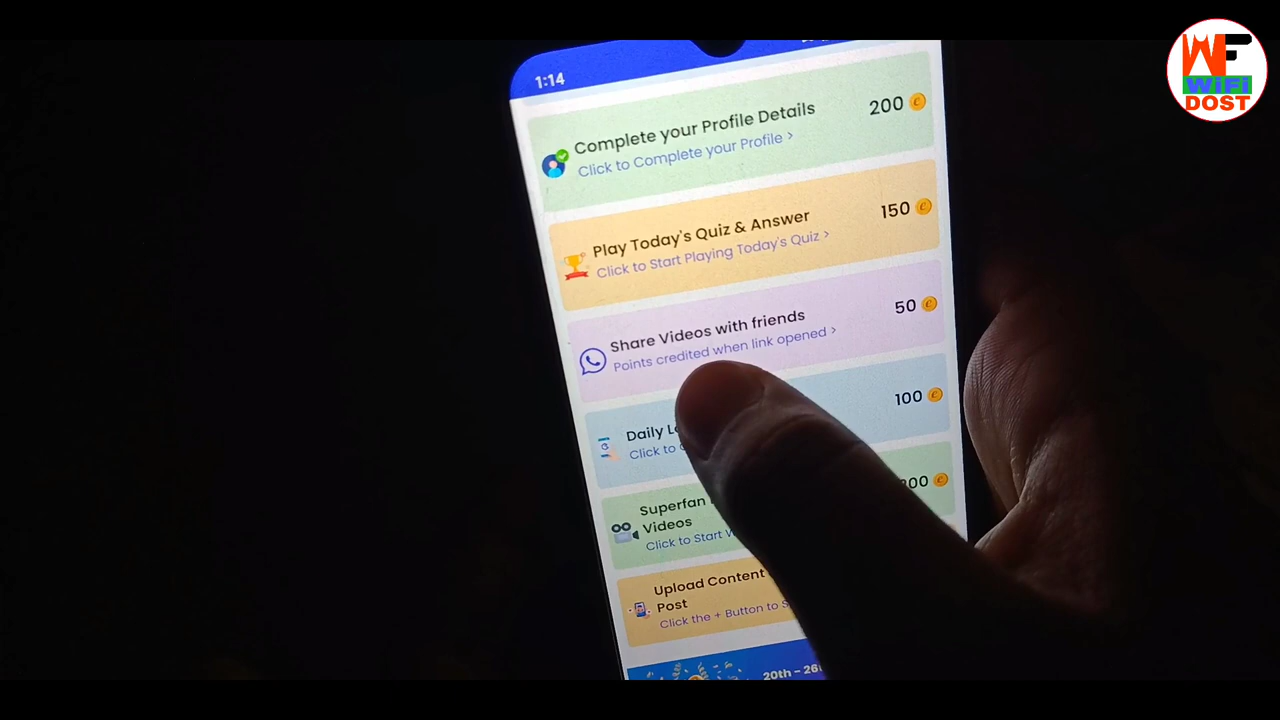 WF
WiFi
DOST
1:14
Complete your Profile Details
Click to Complete your Profile >
200
Play Today's Quiz & Answer
Click to Start Playing Today's Quiz >
150
Share Videos with friends
Points credited when link opened >
50
Daily
Click to
100
Superfan
Videos
Click to Start
Upload Content
Post
Click the + Button to
20th -